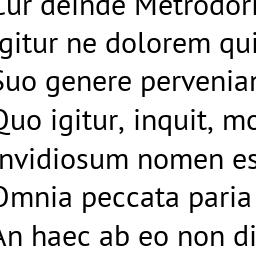 Cur deinde Metrodori
igitur ne dolorem qui
Suo genere pervenian
Quo igitur, inquit, mo
Invidiosum nomen es
Omnia peccata paria
An haec ab eo non di